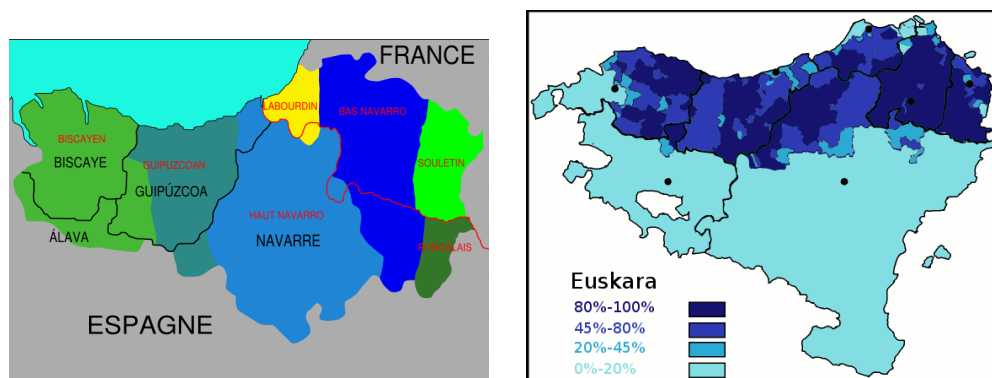 FRANCE
LABOURDIN
BAS NAVARRO
BISCAYEN
BISCAYE
GUIPUZCOAN
GUIPÚZCOA
SOULETIN
HAUT NAVARRO
NAVARRE
ÁLAVA
RONCALAIS
ESPAGNE
Euskara
80%-100%
45%-80%
20%-45%
0%-20%